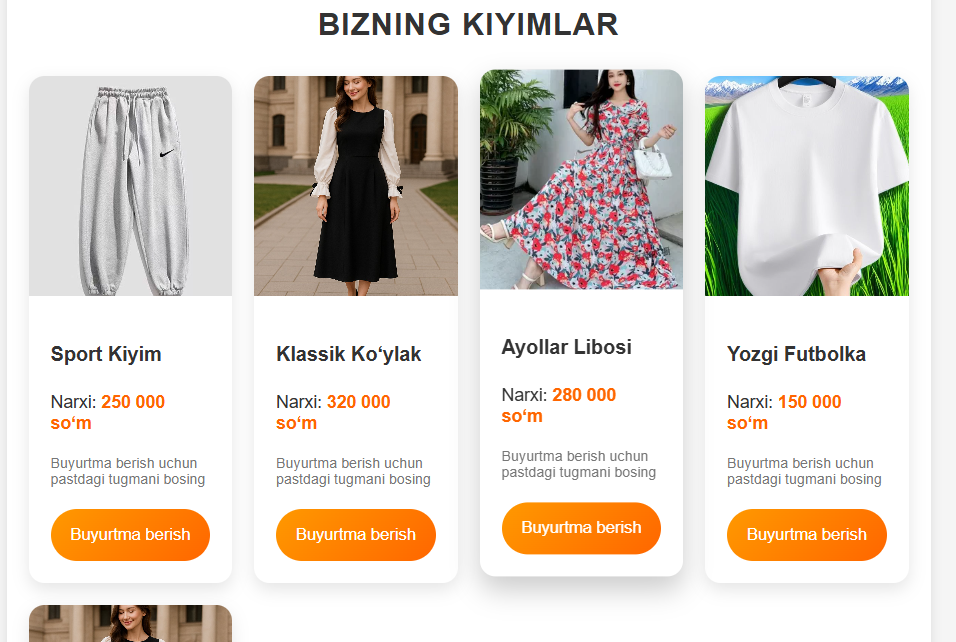 BIZNING KIYIMLAR
Sport Kiyim
Narxi: 250 000
so‘m
Buyurtma berish uchun
pastdagi tugmani bosing
Buyurtma berish
Klassik Ko‘ylak
Narxi: 320 000
so‘m
Buyurtma berish uchun
pastdagi tugmani bosing
Buyurtma berish
Ayollar Libosi
Narxi: 280 000
so‘m
Buyurtma berish uchun
pastdagi tugmani bosing
Buyurtma berish
Yozgi Futbolka
Narxi: 150 000
so‘m
Buyurtma berish uchun
pastdagi tugmani bosing
Buyurtma berish